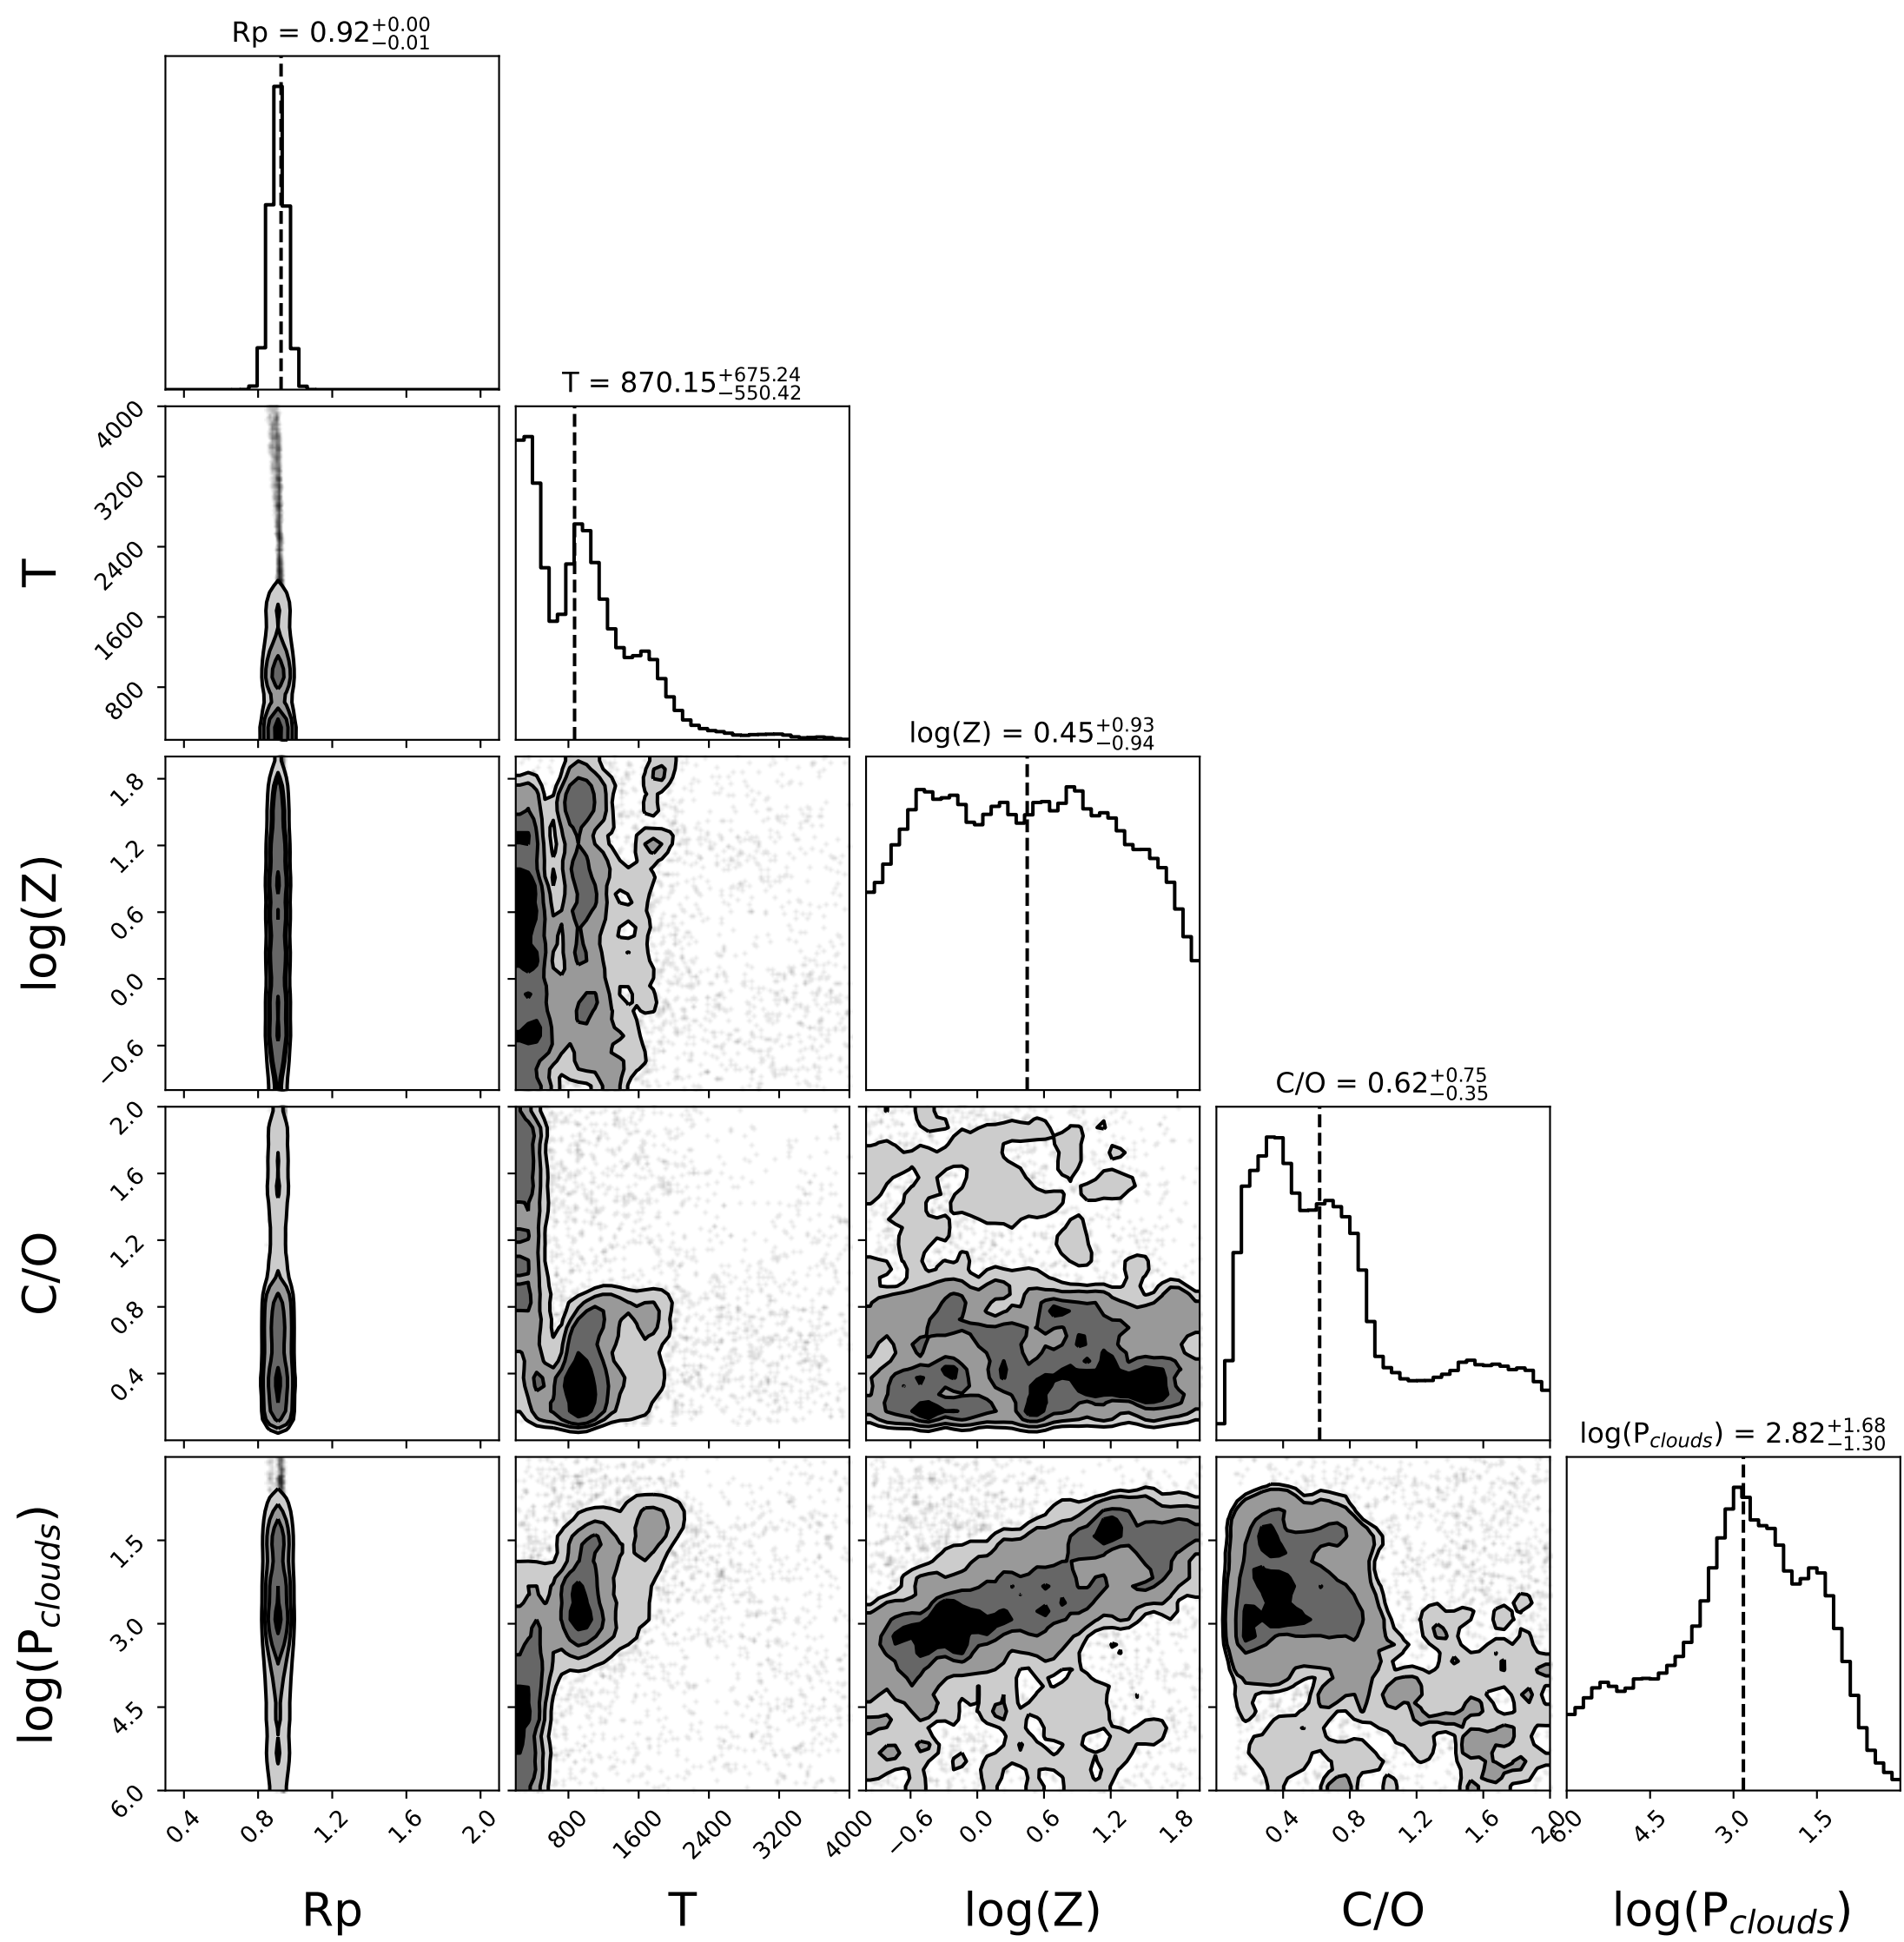 Rp = 0.92 +0.00 −0.01
T = 870.15 +675.24 −550.42
4000
3200
2400
1600
800
T
log(Z) = 0.45 +0.93 −0.94
1.8
1.2
0.6
0.0
−0.6
log(Z)
C/O = 0.62 +0.75 −0.35
2.0
1.6
1.2
0.8
0.4
C/O
log(Pclouds) = 2.82 +1.68 −1.30
1.5
3.0
4.5
6.0
log(Pclouds)
0.4 0.8 1.2 1.6 2.0 800 1600 2400 3200 4000 −0.6 0.0 0.6 1.2 1.8 0.4 0.8 1.2 1.6 2.0 6.0 4.5 3.0 1.5
Rp T log(Z) C/O log(Pclouds)